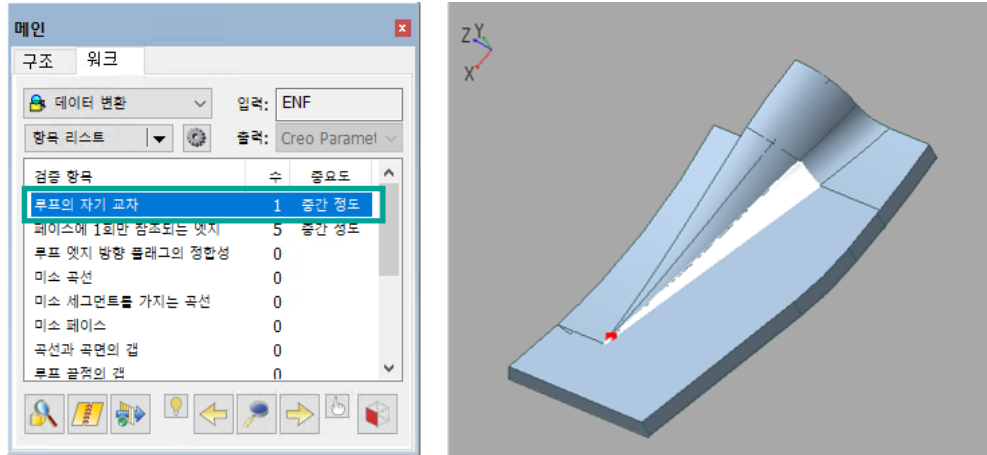 메인
구조 워크
데이터 변환 입력: ENF
항목 리스트 출력: Creo Paramet
검증 항목 수 중요도
루프의 자기 교차 1 중간 정도
페이스에 1회만 참조되는 엣지 5 중간 정도
루프 엣지 방향 플래그의 정합성 0
미소 곡선 0
미소 세그먼트를 가지는 곡선 0
미소 페이스 0
곡선과 곡면의 갭 0
루프 끝점의 갭 0
Z Y
X